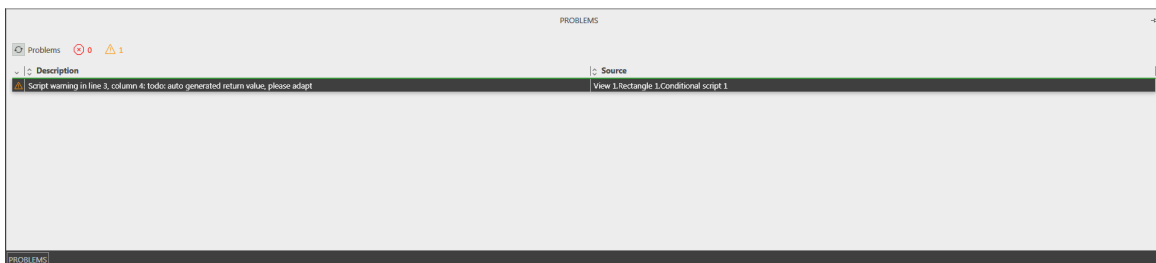 PROBLEMS
Problems 0 1
Description Source
Script warning in line 3, column 4: todo: auto generated return value, please adapt View 1.Rectangle 1.Conditional script 1
PROBLEMS